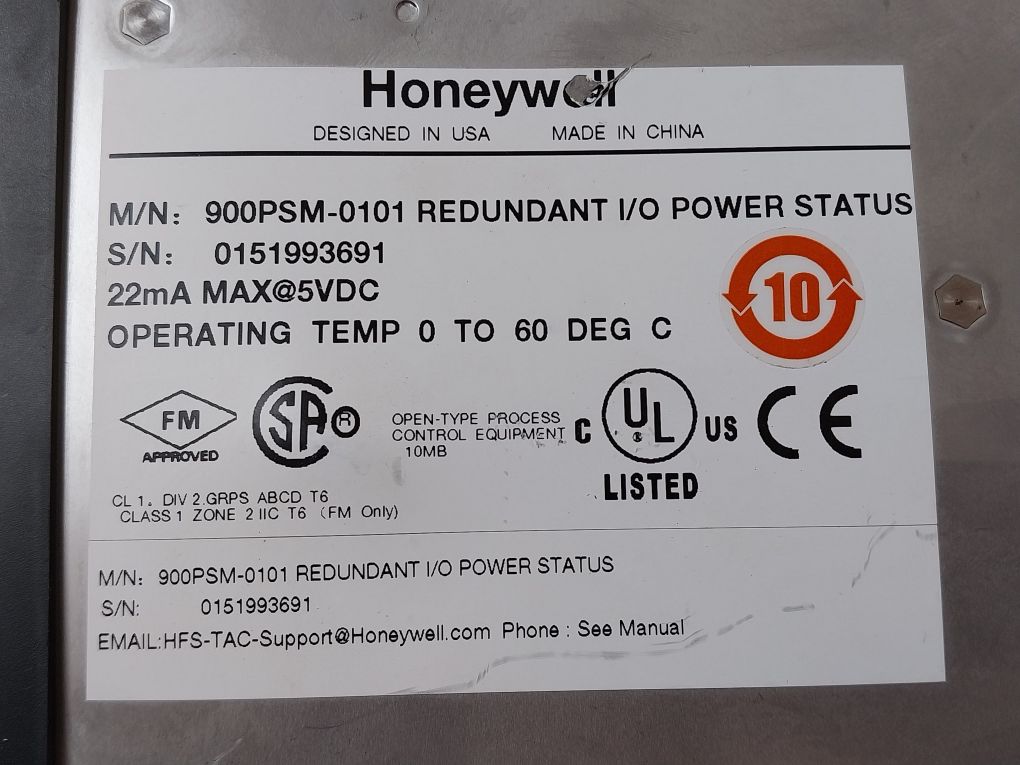 Honeywell
DESIGNED IN USA MADE IN CHINA
M/N: 900PSM-0101 REDUNDANT I/O POWER STATUS
S/N: 0151993691
22mA MAX@5VDC
OPERATING TEMP 0 TO 60 DEG C
10
FM
APPROVED
CSA ®
OPEN-TYPE PROCESS
CONTROL EQUIPMENT
10MB
C UL ® US
LISTED
CE
CL 1. DIV 2.GRPS ABCD T6
CLASS 1 ZONE 2 IIC T6 (FM Only)
M/N: 900PSM-0101 REDUNDANT I/O POWER STATUS
S/N: 0151993691
EMAIL:HFS-TAC-Support@Honeywell.com Phone : See Manual